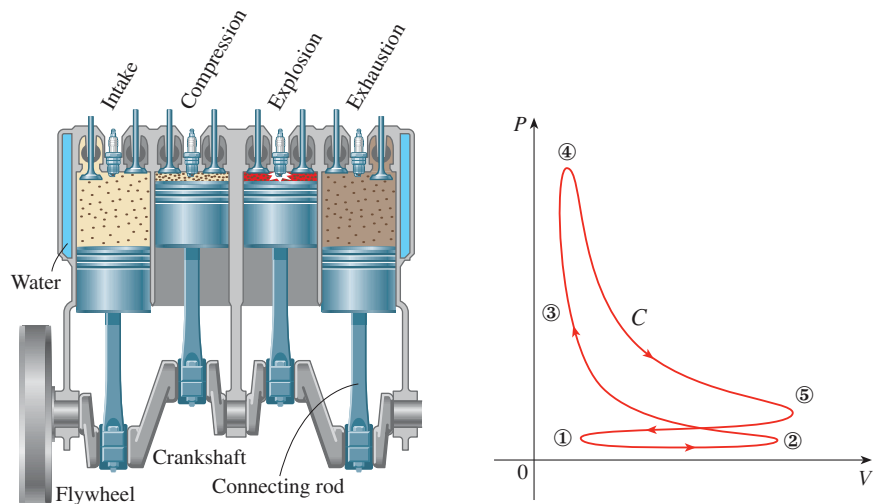 Intake
Compression
Explosion
Exhaustion
Water
Flywheel
Crankshaft
Connecting rod
P
④
③
C
⑤
①
②
0
V